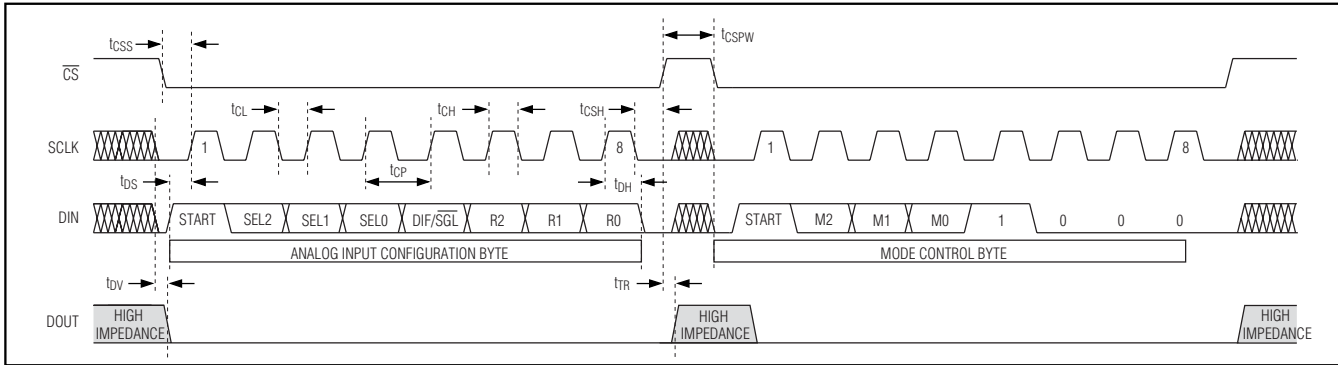 tCSS
tCSPW
CS
tCL
tCH
tCSH
SCLK
1
8
1
8
tDS
tCP
tDH
DIN
START SEL2 SEL1 SEL0 DIF/SGL R2 R1 R0
START M2 M1 M0 1 0 0 0
ANALOG INPUT CONFIGURATION BYTE
MODE CONTROL BYTE
tDV
tTR
DOUT
HIGH
IMPEDANCE
HIGH
IMPEDANCE
HIGH
IMPEDANCE